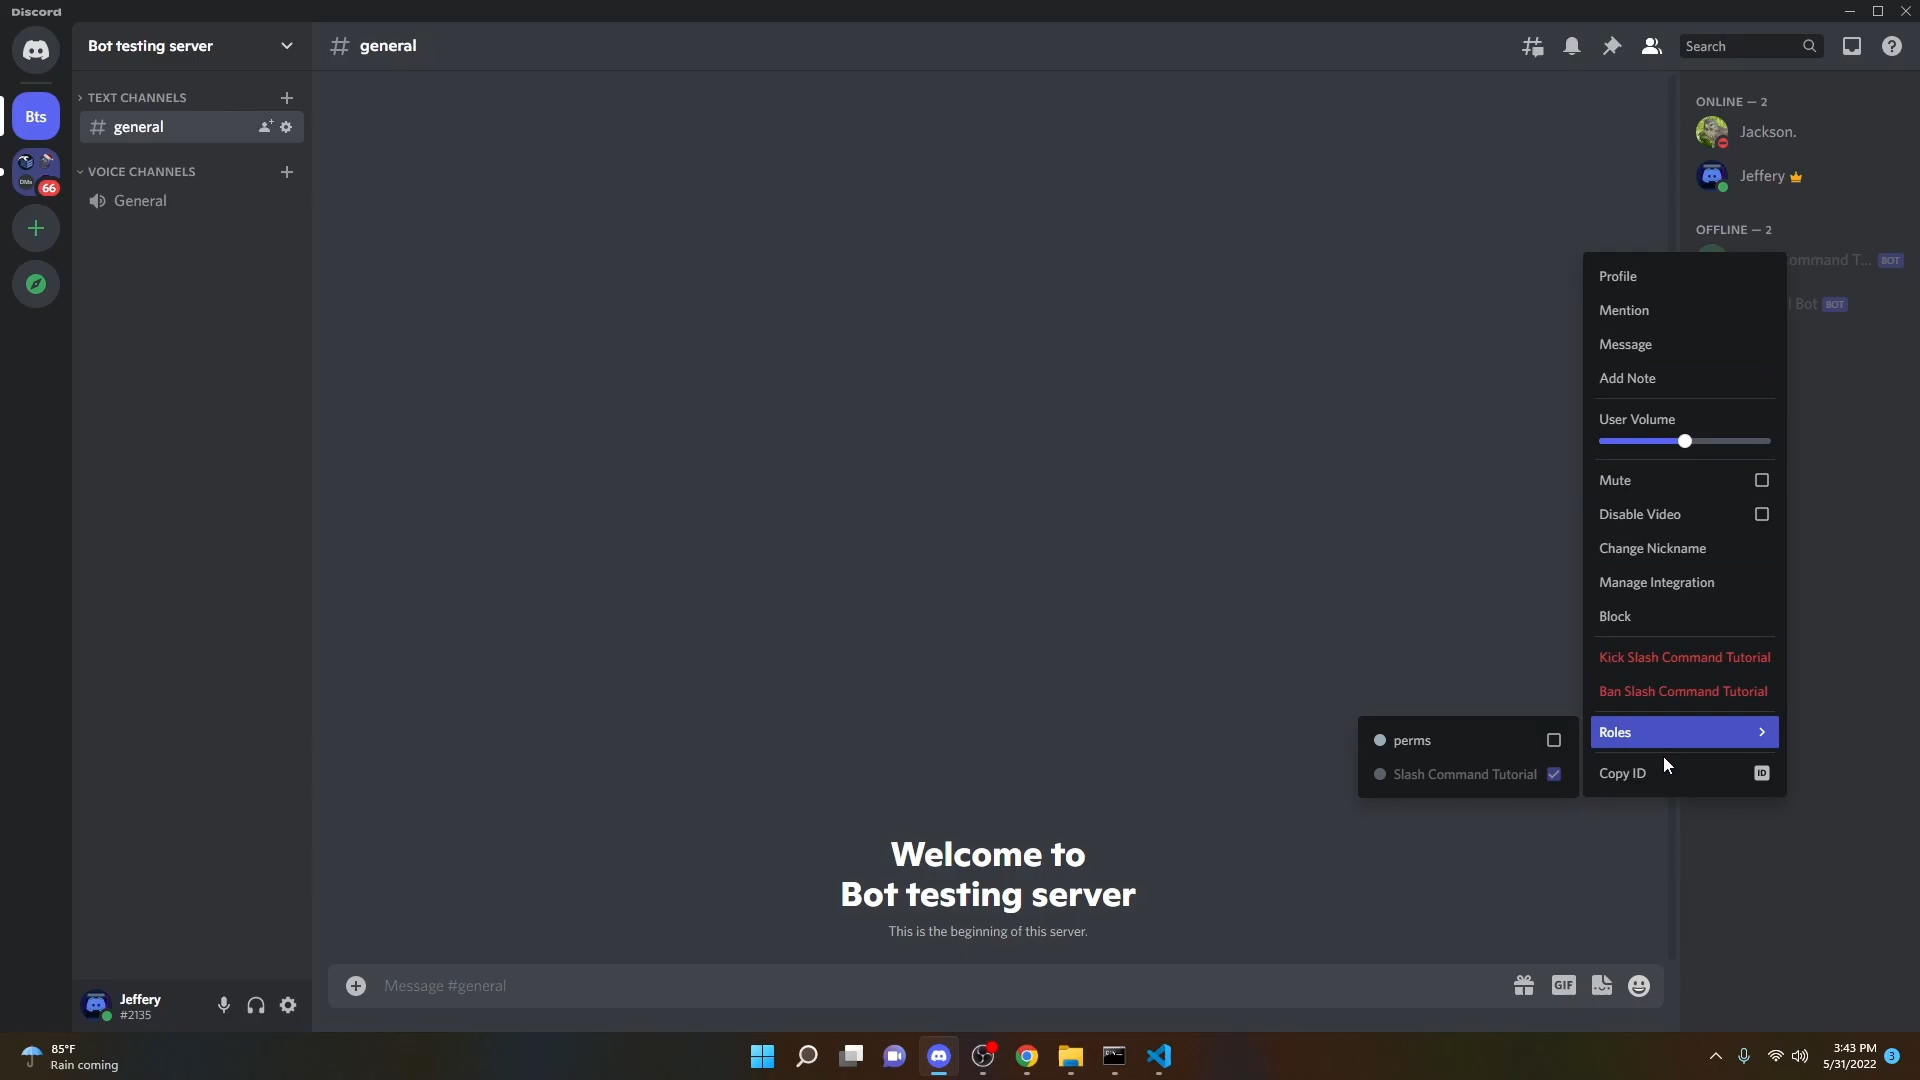 Discord
Bot testing server
general
Search
Bts
66
TEXT CHANNELS
general
VOICE CHANNELS
General
ONLINE — 2
Jackson.
Jeffery
OFFLINE — 2
ommand T... BOT
Bot BOT
Profile
Mention
Message
Add Note
User Volume
Mute
Disable Video
Change Nickname
Manage Integration
Block
Kick Slash Command Tutorial
Ban Slash Command Tutorial
Roles
perms
Slash Command Tutorial
Copy ID ID
Welcome to
Bot testing server
This is the beginning of this server.
Message #general
GIF
Jeffery
#2135
85°F
Rain coming
3:43 PM
5/31/2022
3